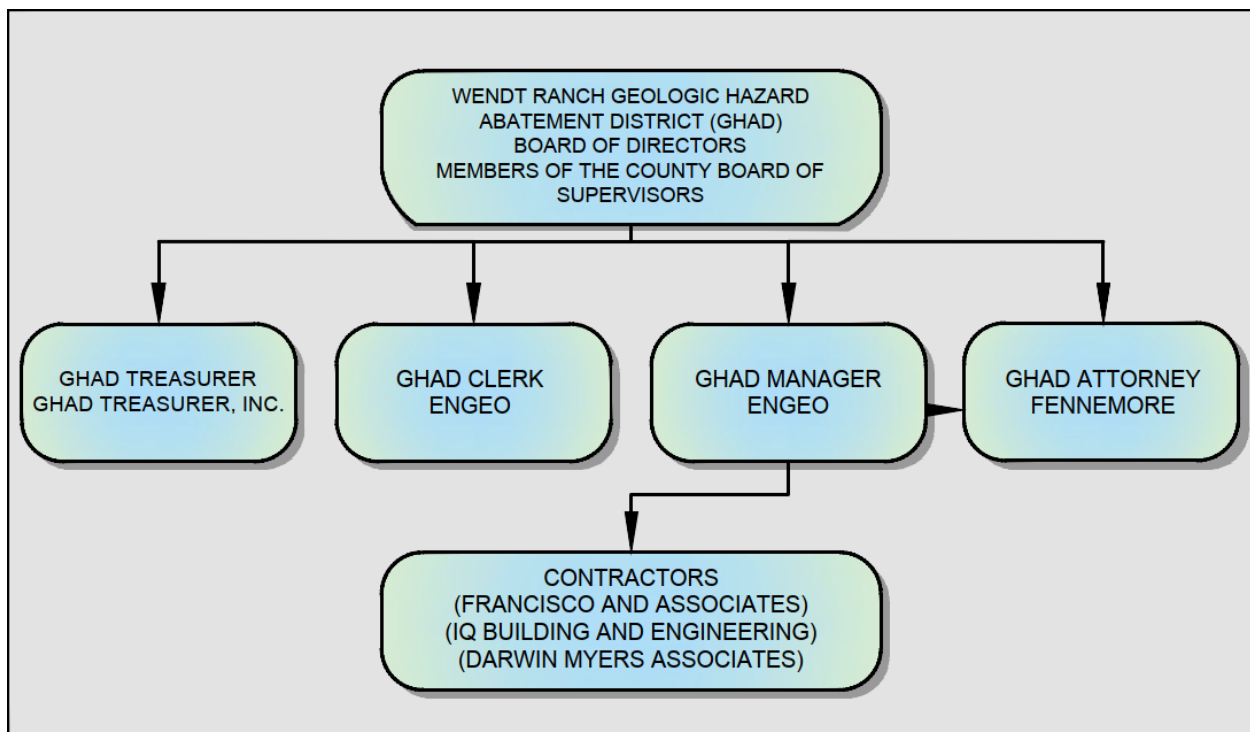 WENDT RANCH GEOLOGIC HAZARD
ABATEMENT DISTRICT (GHAD)
BOARD OF DIRECTORS
MEMBERS OF THE COUNTY BOARD OF
SUPERVISORS
GHAD TREASURER
GHAD TREASURER, INC.
GHAD CLERK
ENGEO
GHAD MANAGER
ENGEO
GHAD ATTORNEY
FENNEMORE
CONTRACTORS
(FRANCISCO AND ASSOCIATES)
(IQ BUILDING AND ENGINEERING)
(DARWIN MYERS ASSOCIATES)